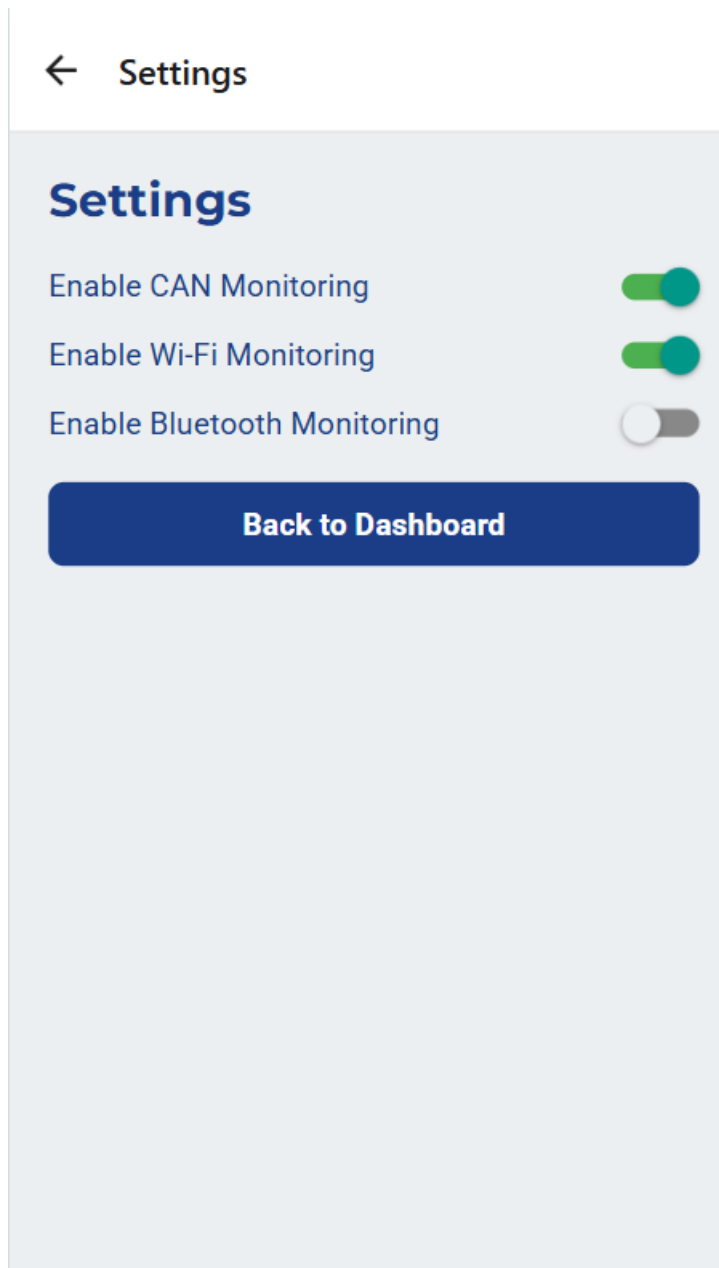 Settings
Settings
Enable CAN Monitoring
Enable Wi-Fi Monitoring
Enable Bluetooth Monitoring
Back to Dashboard